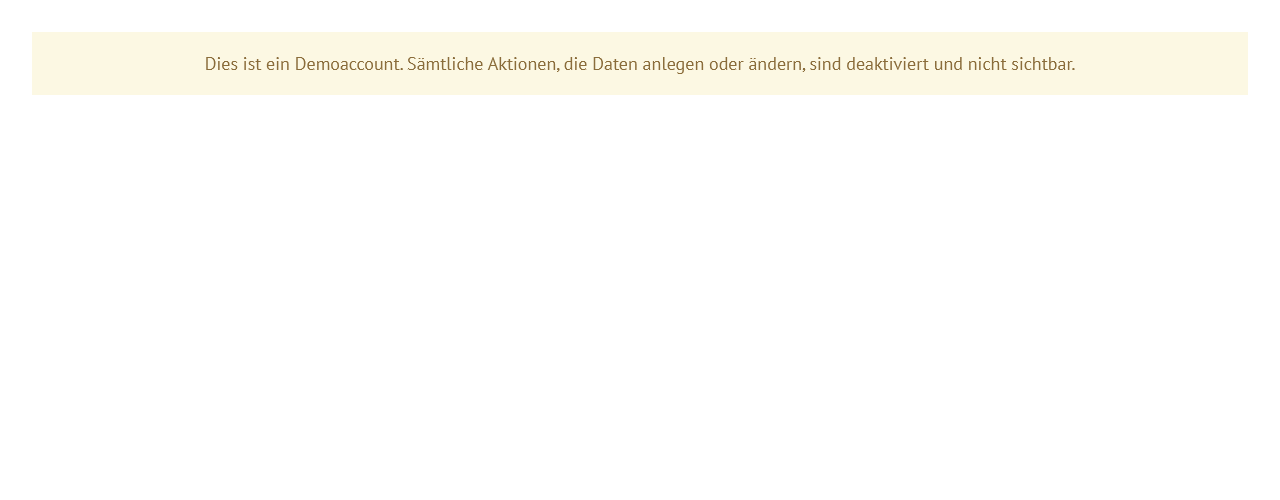 Dies ist ein Demoaccount. Sämtliche Aktionen, die Daten anlegen oder ändern, sind deaktiviert und nicht sichtbar.